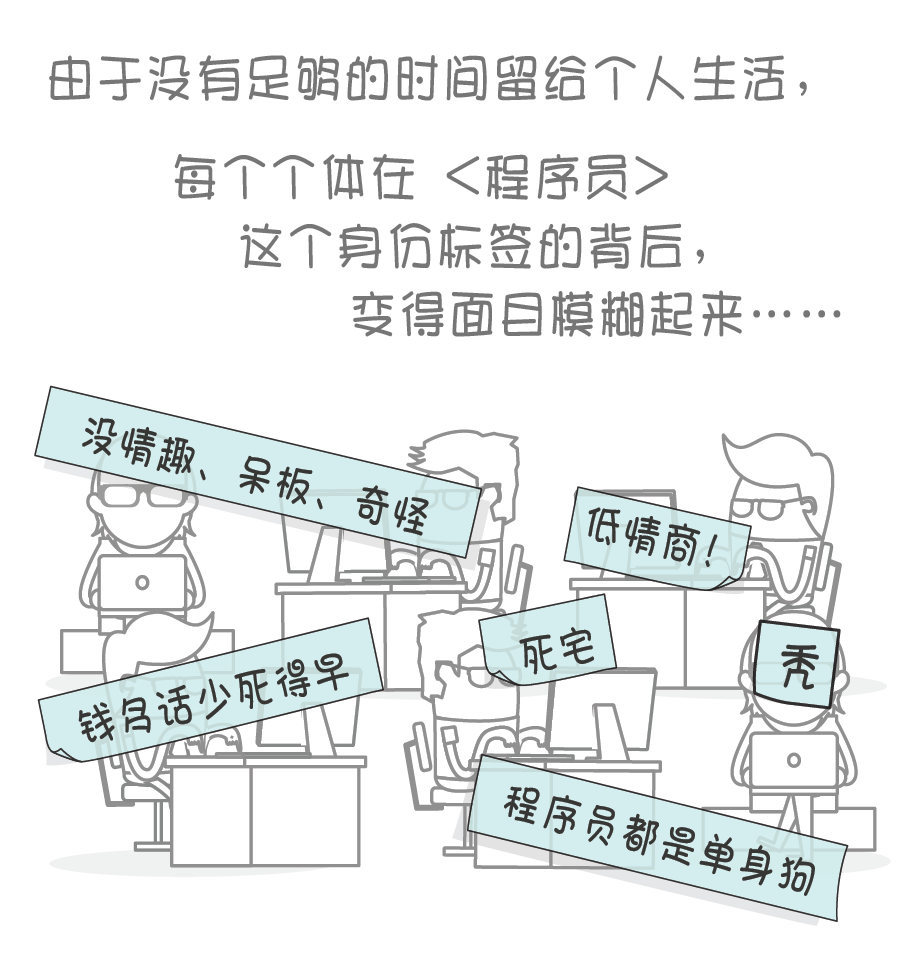 由于没有足够的时间留给个人生活，
每个个体在 <程序员>
这个身份标签的背后，
变得面目模糊起来……
没情趣、呆板、奇怪
低情商！
死宅
秃
钱多话少死得早
程序员都是单身狗